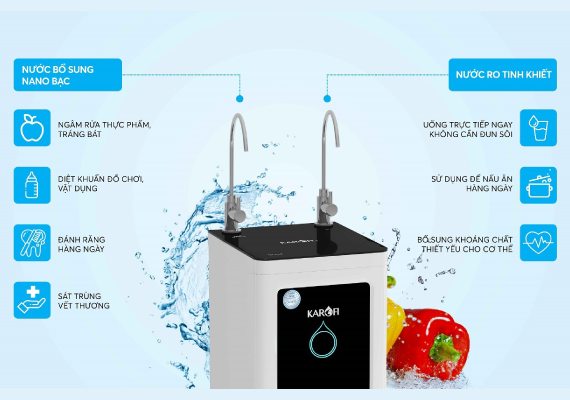 NƯỚC BỔ SUNG
NANO BẠC
NGÂM RỬA THỰC PHẨM,
TRÁNG BÁT
DIỆT KHUẨN ĐỒ CHƠI,
VẬT DỤNG
ĐÁNH RĂNG
HÀNG NGÀY
SÁT TRÙNG
VẾT THƯƠNG
NƯỚC RO TINH KHIẾT
UỐNG TRỰC TIẾP NGAY
KHÔNG CẦN ĐUN SÔI
SỬ DỤNG ĐỂ NẤU ĂN
HÀNG NGÀY
BỔ SUNG KHOÁNG CHẤT
THIẾT YẾU CHO CƠ THỂ
KAROFI
KAROFI